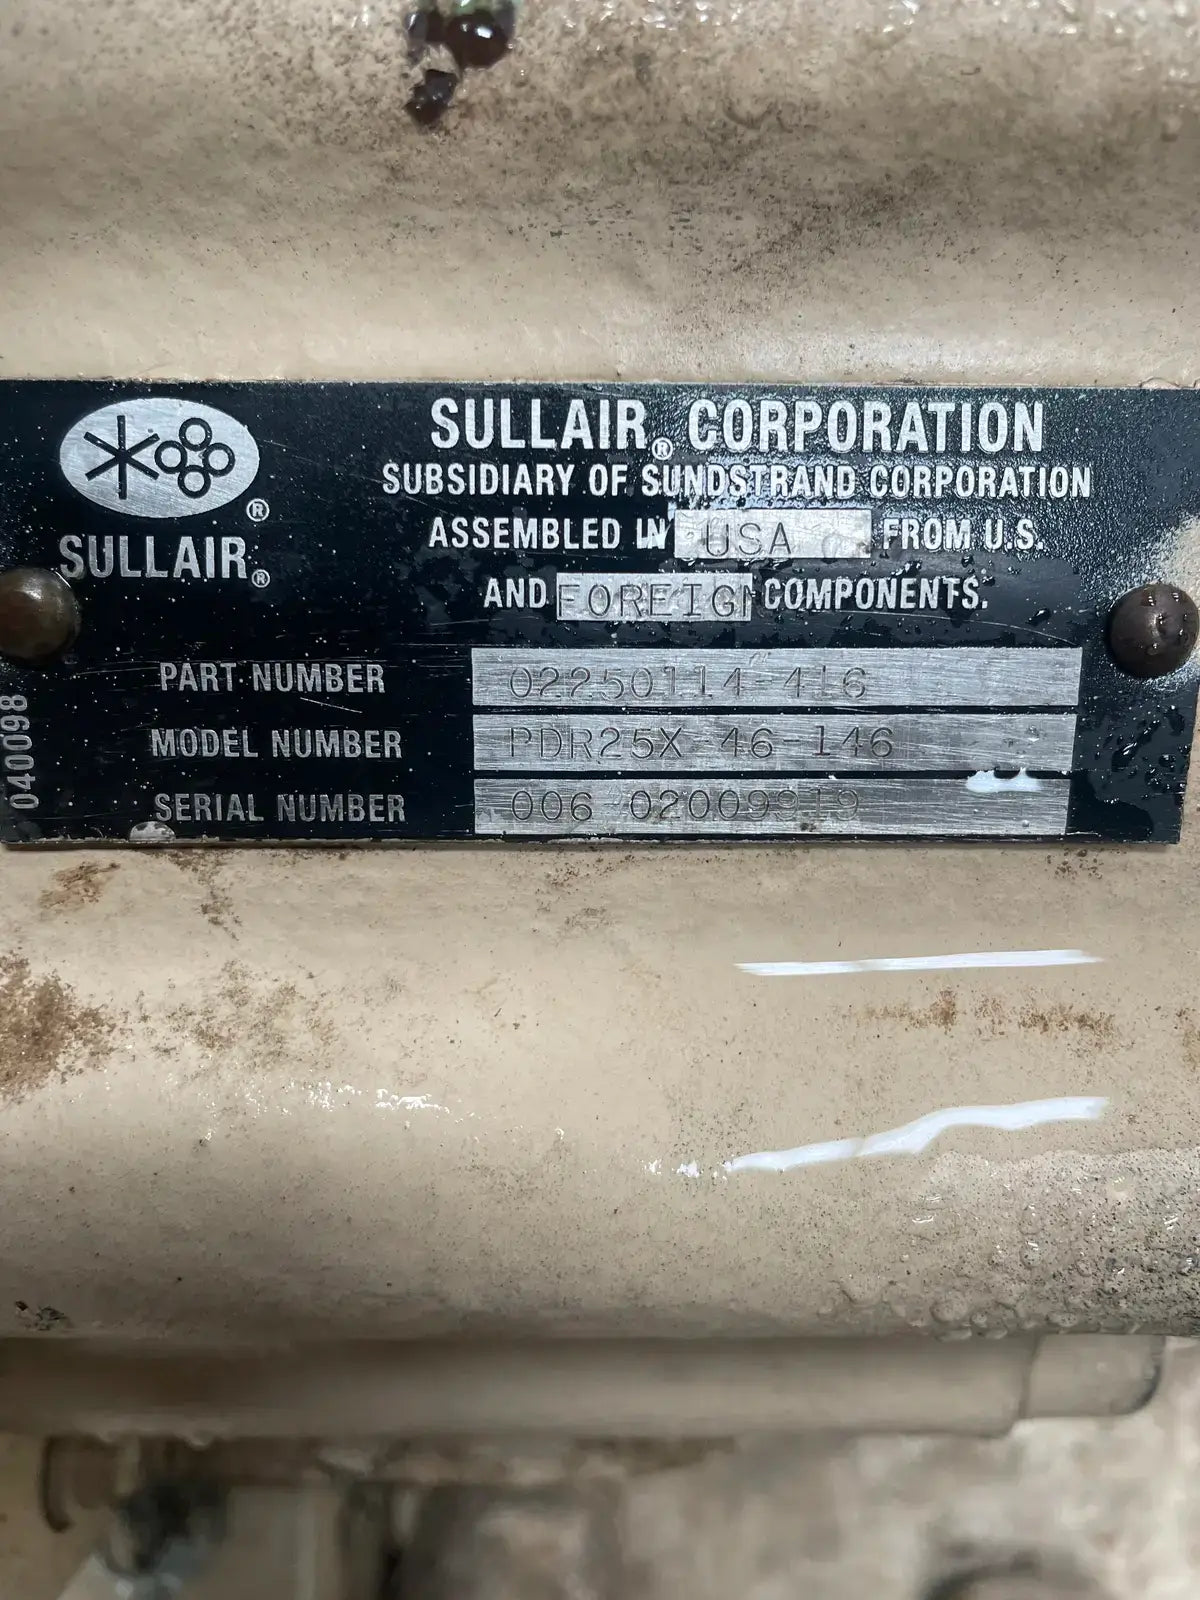 SULLAIR® CORPORATION
SUBSIDIARY OF SUNDSTRAND CORPORATION
ASSEMBLED IN USA FROM U.S.
AND FOREIGN COMPONENTS.
®
SULLAIR®
PART NUMBER 02250114-416
MODEL NUMBER PDR25X 46-146
SERIAL NUMBER 006 02009919
040098